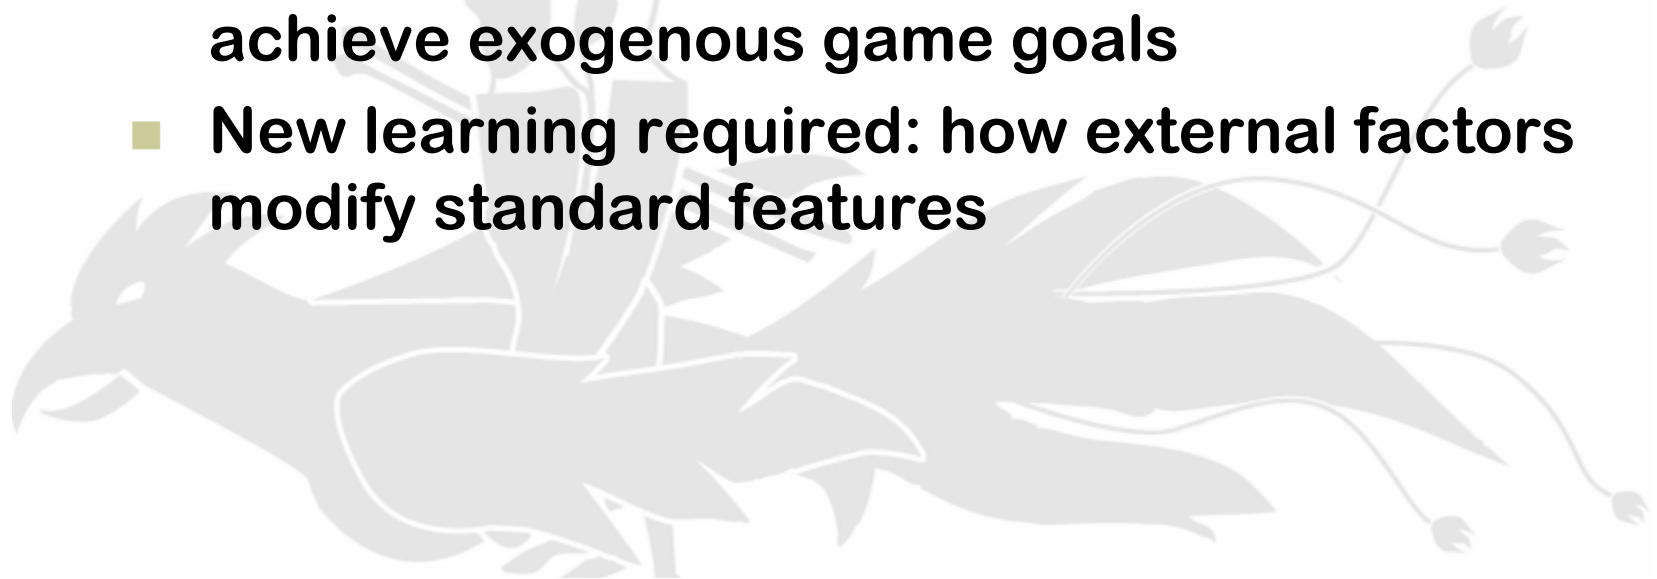 achieve exogenous game goals
New learning required: how external factors
modify standard features